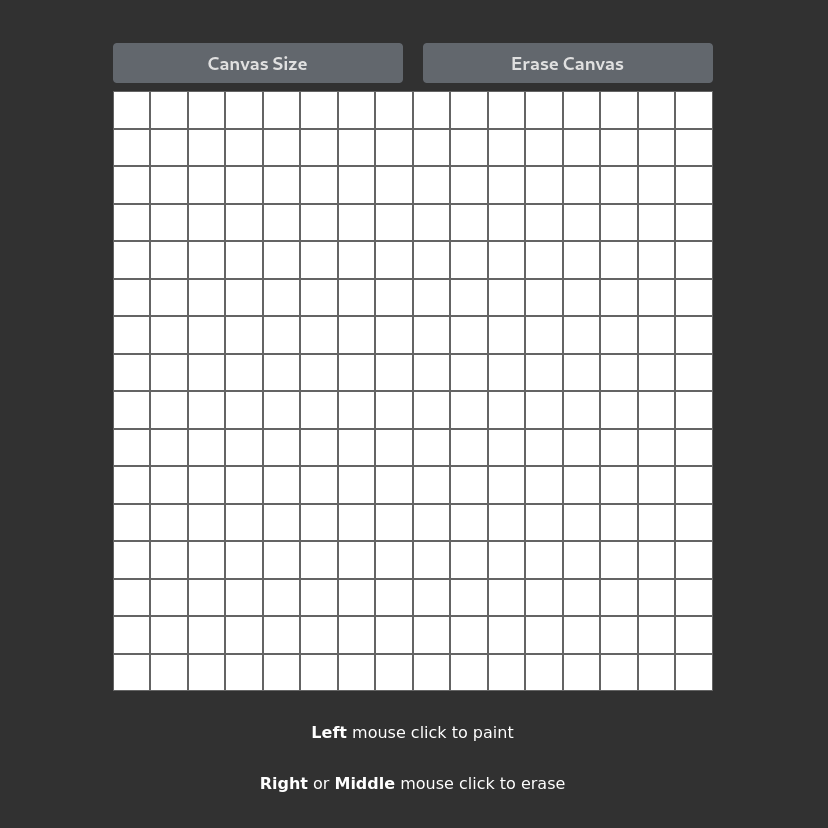 Canvas Size Erase Canvas
Left mouse click to paint
Right or Middle mouse click to erase